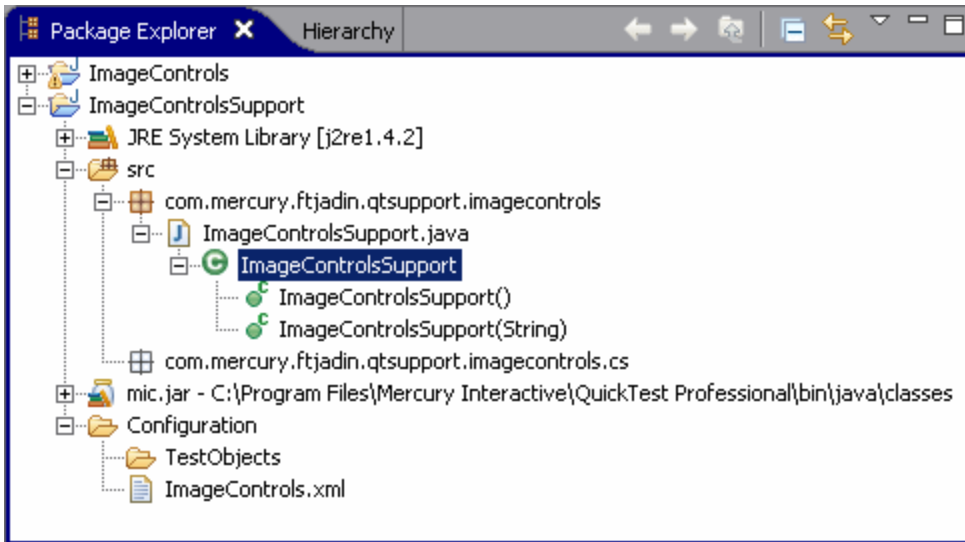 Package Explorer Hierarchy
ImageControls
ImageControlsSupport
JRE System Library [j2re1.4.2]
src
com.mercury.ftjadin.qtsupport.imagecontrols
ImageControlsSupport.java
ImageControlsSupport
ImageControlsSupport()
ImageControlsSupport(String)
com.mercury.ftjadin.qtsupport.imagecontrols.cs
mic.jar - C:\Program Files\Mercury Interactive\QuickTest Professional\bin\java\classes
Configuration
TestObjects
ImageControls.xml